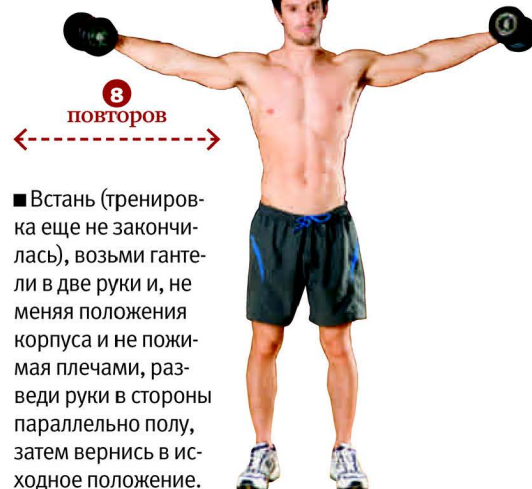 8
повторов
■ Встань (трениров-
ка еще не закончи-
лась), возьми ганте-
ли в две руки и, не
меняя положения
корпуса и не пожи-
мая плечами, раз-
веди руки в стороны
параллельно полу,
затем вернись в ис-
ходное положение.